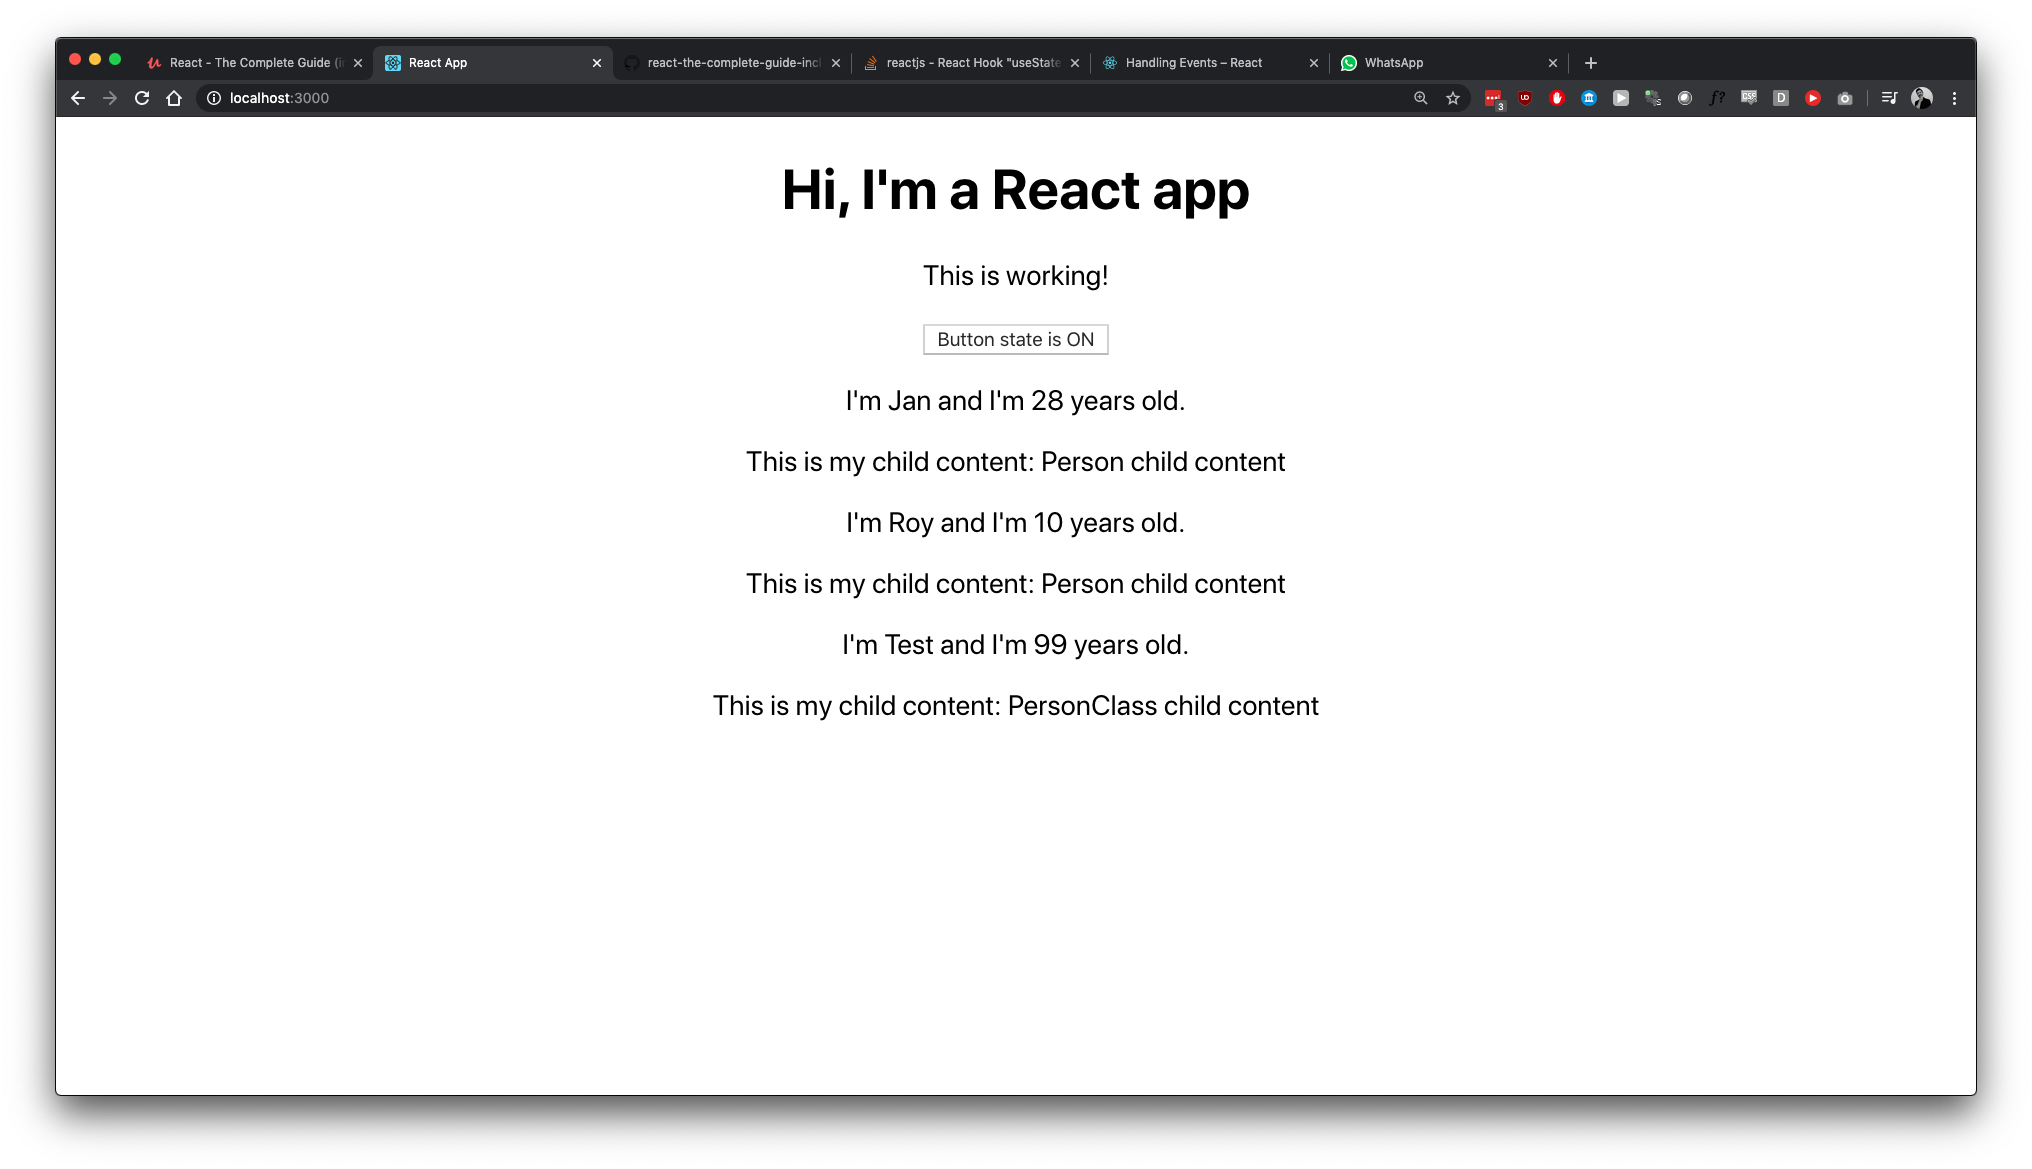 React - The Complete Guide
React App
react-the-complete-guide-incl
reactjs - React Hook "useState
Handling Events – React
WhatsApp
localhost:3000
3
Hi, I'm a React app
This is working!
Button state is ON
I'm Jan and I'm 28 years old.
This is my child content: Person child content
I'm Roy and I'm 10 years old.
This is my child content: Person child content
I'm Test and I'm 99 years old.
This is my child content: PersonClass child content